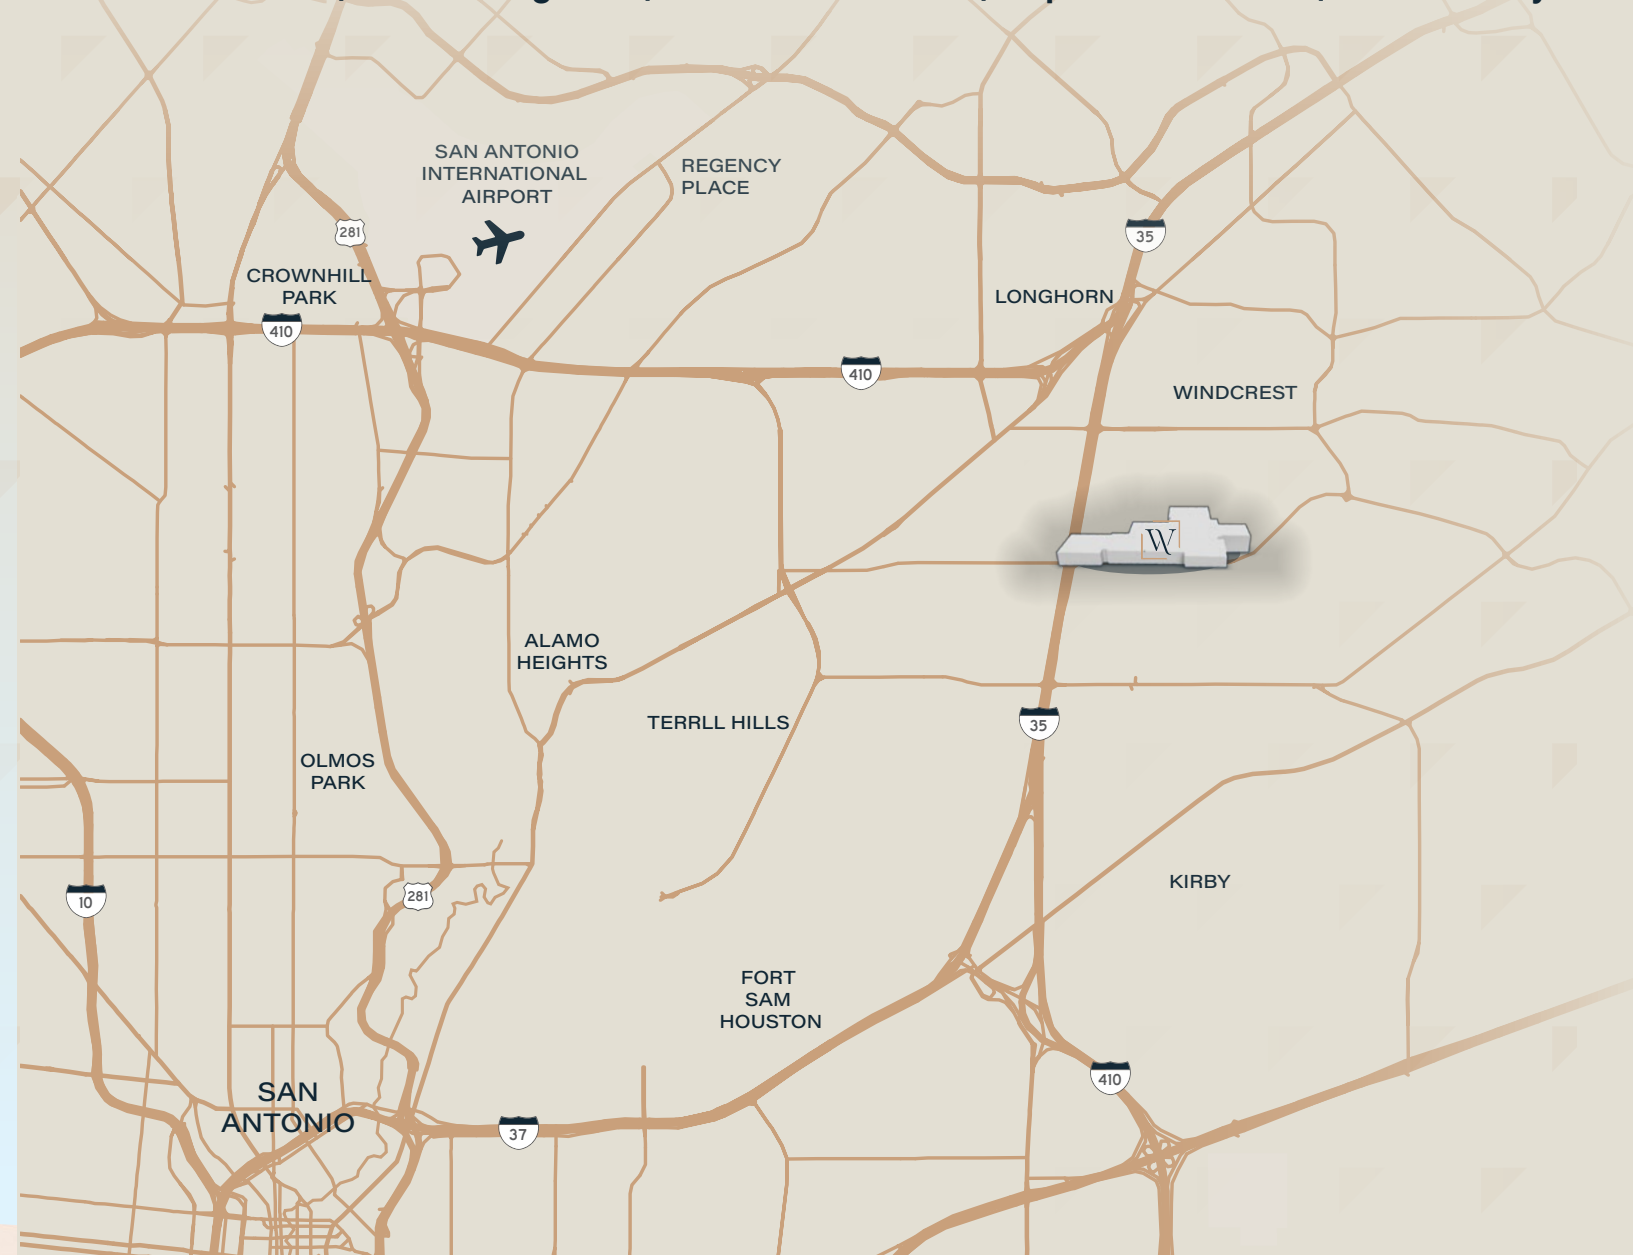 SAN ANTONIO
INTERNATIONAL
AIRPORT
REGENCY
PLACE
281
35
CROWNHILL
PARK
LONGHORN
410
410
WINDCREST
W
ALAMO
HEIGHTS
TERRLL HILLS
35
OLMOS
PARK
KIRBY
281
10
FORT
SAM
HOUSTON
410
SAN
ANTONIO
37